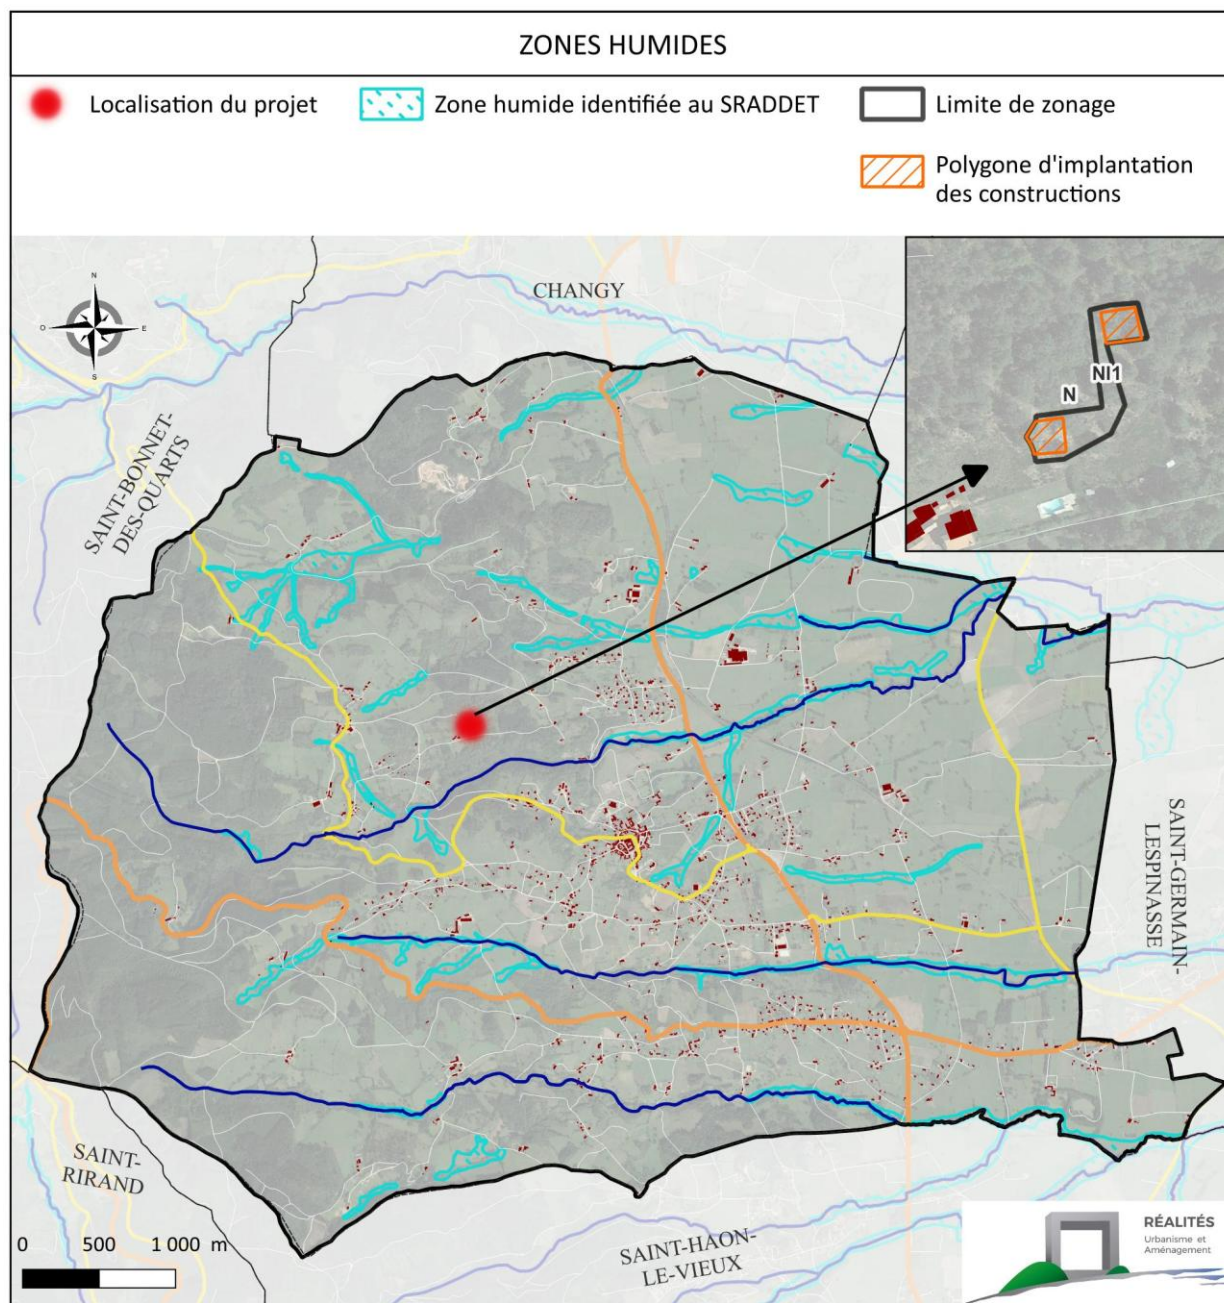 ZONES HUMIDES
Localisation du projet
Zone humide identifiée au SRADDET
Limite de zonage
Polygone d'implantation
des constructions
CHANGY
N
O
E
S
SAINT-BONNET-
DES-QUARTS
N
NI1
SAINT-GERMAIN-
LESPINASSE
SAINT-
RIRAND
SAINT-HAON-
LE-VIEUX
0 500 1 000 m
RÉALITÉS
Urbanisme et
Aménagement